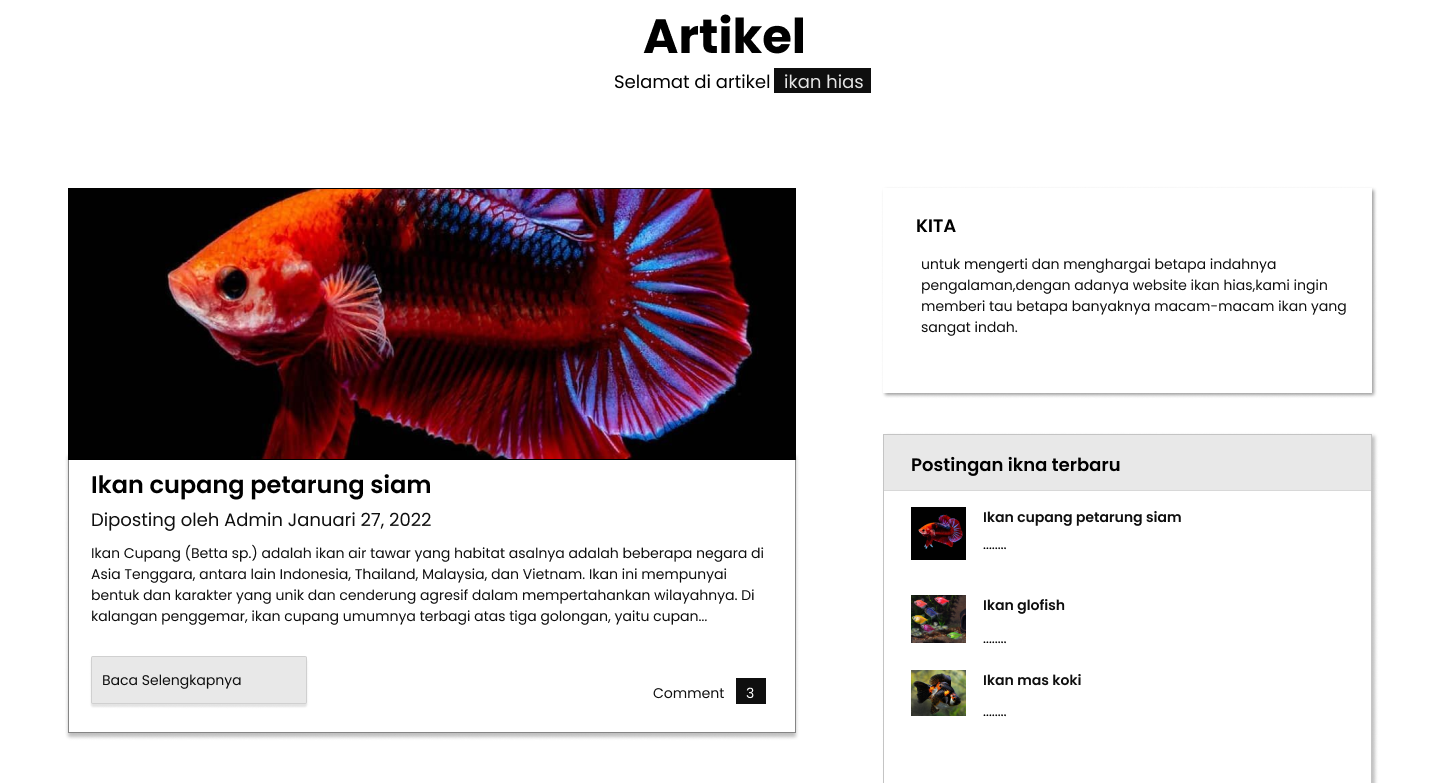 Artikel
Selamat di artikel ikan hias
Ikan cupang petarung siam
Diposting oleh Admin Januari 27, 2022
Ikan Cupang (Betta sp.) adalah ikan air tawar yang habitat asalnya adalah beberapa negara di
Asia Tenggara, antara lain Indonesia, Thailand, Malaysia, dan Vietnam. Ikan ini mempunyai
bentuk dan karakter yang unik dan cenderung agresif dalam mempertahankan wilayahnya. Di
kalangan penggemar, ikan cupang umumnya terbagi atas tiga golongan, yaitu cupan...
Baca Selengkapnya
Comment 3
KITA
untuk mengerti dan menghargai betapa indahnya
pengalaman,dengan adanya website ikan hias,kami ingin
memberi tau betapa banyaknya macam-macam ikan yang
sangat indah.
Postingan ikna terbaru
Ikan cupang petarung siam
........
Ikan glofish
........
Ikan mas koki
........